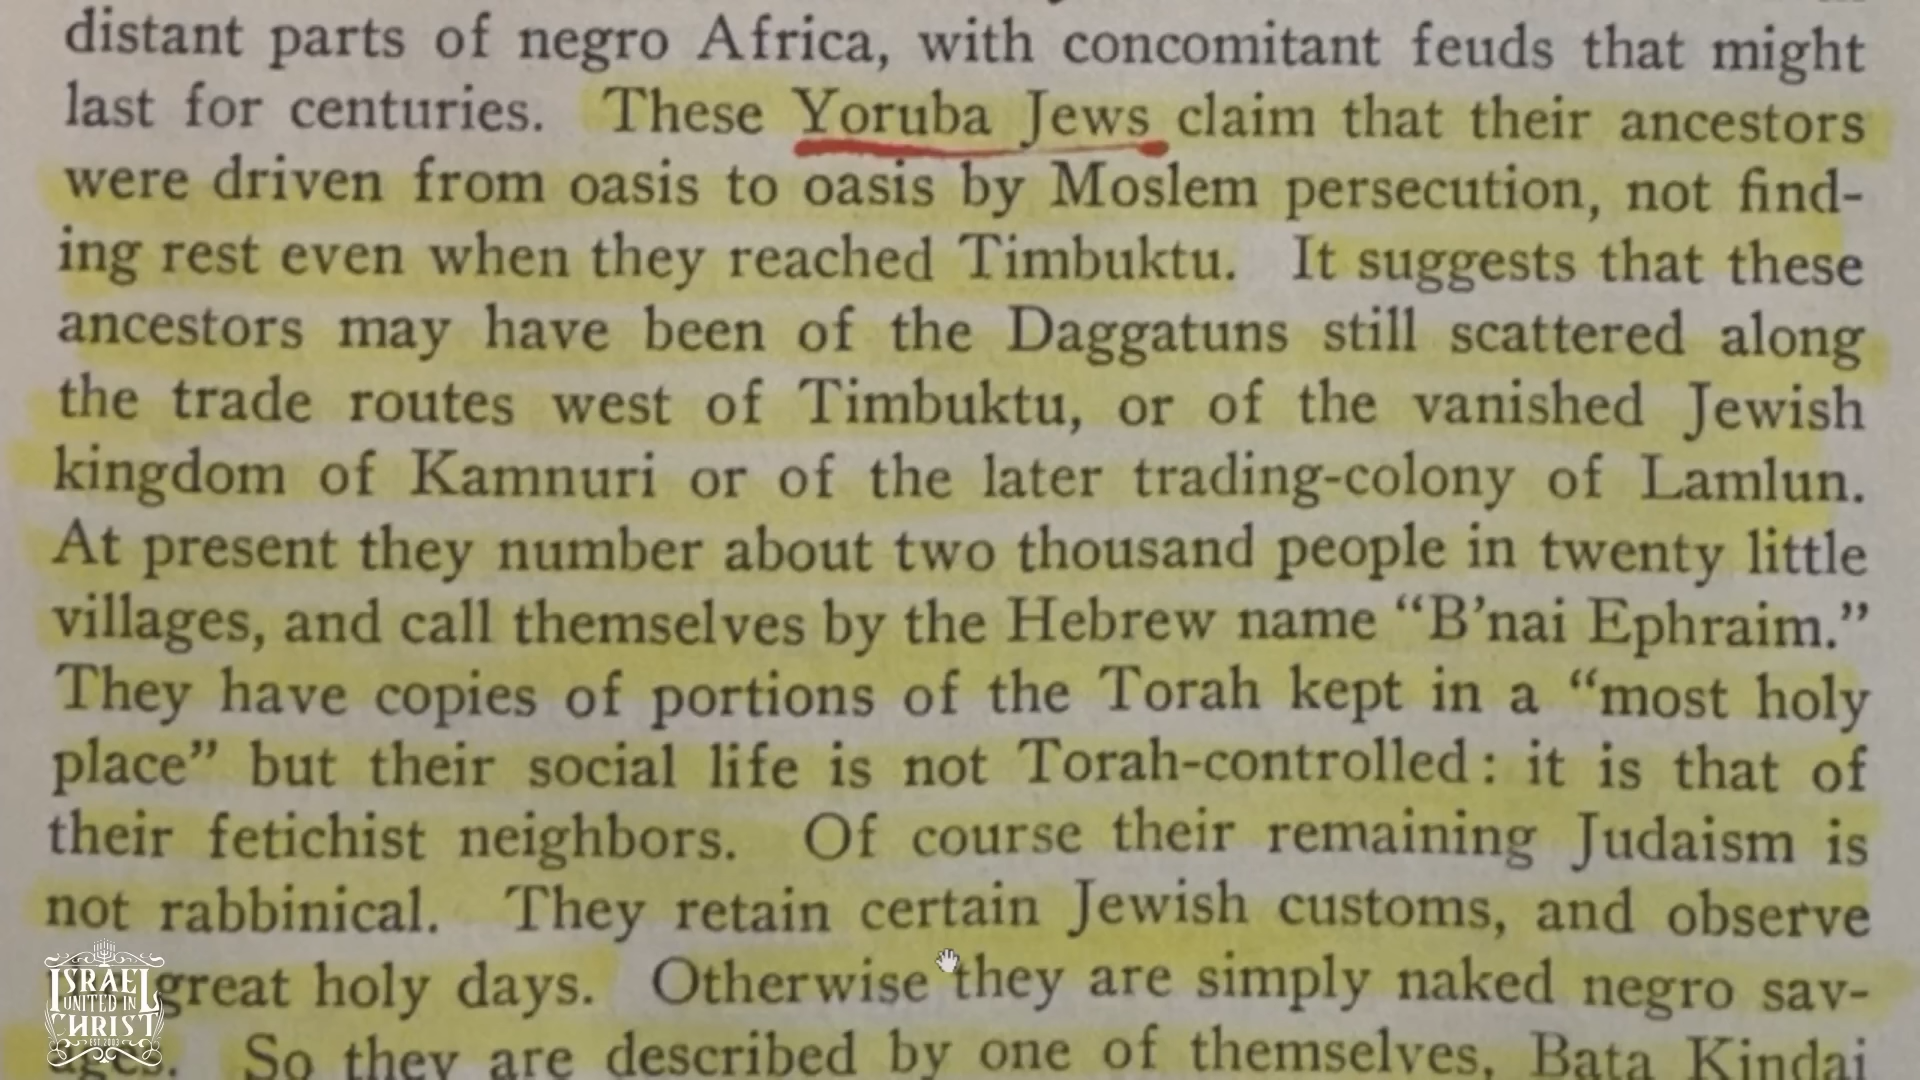 distant parts of negro Africa, with concomitant feuds that might
last for centuries. These Yoruba Jews claim that their ancestors
were driven from oasis to oasis by Moslem persecution, not find-
ing rest even when they reached Timbuktu. It suggests that these
ancestors may have been of the Daggatuns still scattered along
the trade routes west of Timbuktu, or of the vanished Jewish
kingdom of Kamnuri or of the later trading-colony of Lamlun.
At present they number about two thousand people in twenty little
villages, and call themselves by the Hebrew name “B’nai Ephraim.”
They have copies of portions of the Torah kept in a “most holy
place” but their social life is not Torah-controlled: it is that of
their fetichist neighbors. Of course their remaining Judaism is
not rabbinical. They retain certain Jewish customs, and observe
great holy days. Otherwise they are simply naked negro sav-
ages. So they are described by one of themselves, Bata Kindai
ISRAEL
UNITED IN
CHRIST
EST. 2003